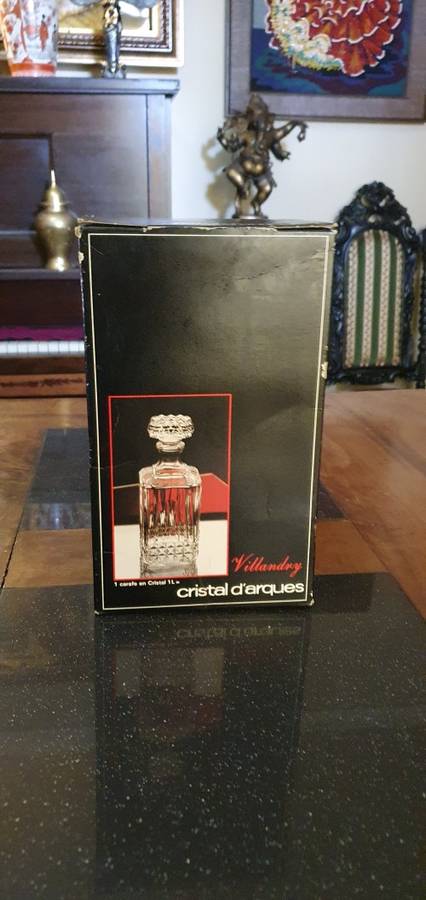 Villandry
1 carafe en Cristal 1L
cristal d'arques